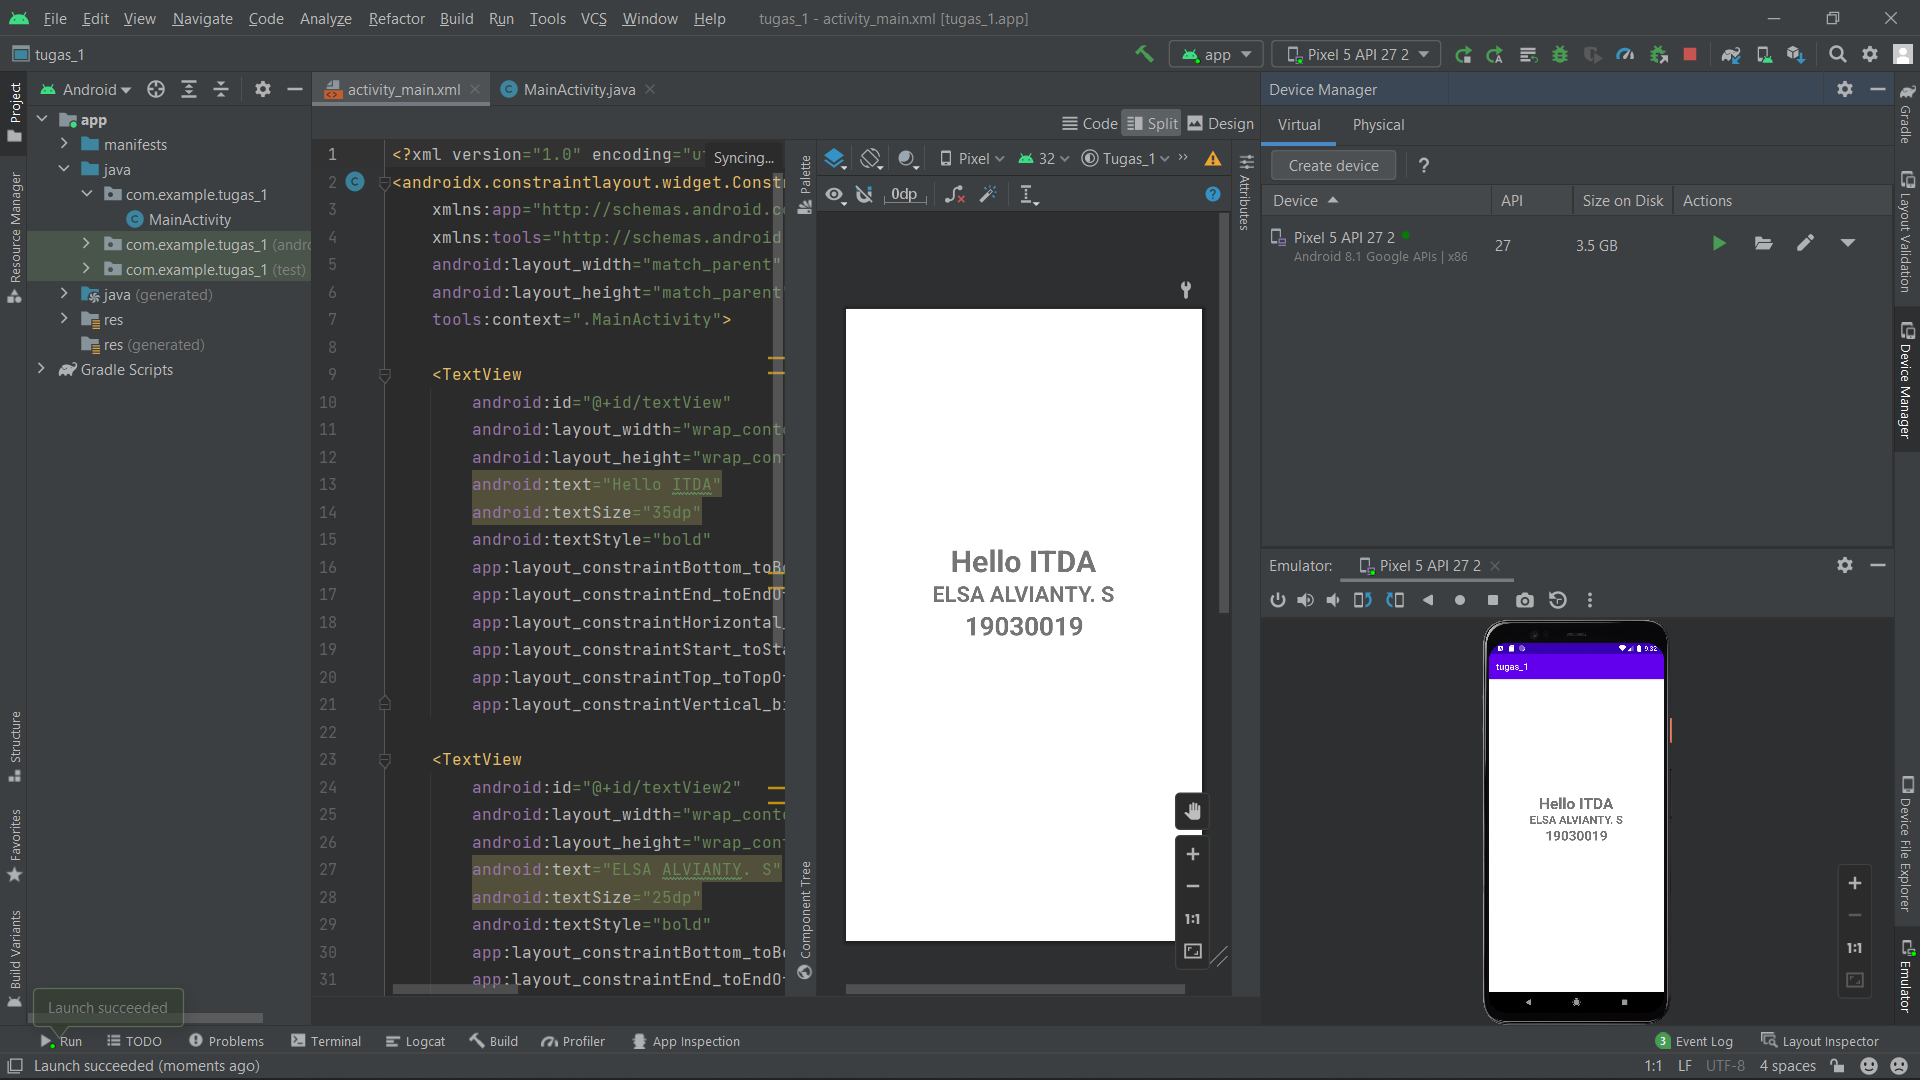 File Edit View Navigate Code Analyze Refactor Build Run Tools VCS Window Help tugas_1 - activity_main.xml [tugas_1.app]
tugas_1
app
Pixel 5 API 27 2
Project
Resource Manager
Structure
Favorites
Build Variants
Android
app
manifests
java
com.example.tugas_1
MainActivity
com.example.tugas_1 (andro
com.example.tugas_1 (test)
java (generated)
res
res (generated)
Gradle Scripts
activity_main.xml
MainActivity.java
Code Split Design
Syncing...
1 <?xml version="1.0" encoding="u
2 <androidx.constraintlayout.widget.Constr
3 xmlns:app="http://schemas.android.c
4 xmlns:tools="http://schemas.android
5 android:layout_width="match_parent"
6 android:layout_height="match_parent"
7 tools:context=".MainActivity">
8
9 <TextView
10 android:id="@+id/textView"
11 android:layout_width="wrap_conte
12 android:layout_height="wrap_con
13 android:text="Hello ITDA"
14 android:textSize="35dp"
15 android:textStyle="bold"
16 app:layout_constraintBottom_toBo
17 app:layout_constraintEnd_toEndO
18 app:layout_constraintHorizontal_
19 app:layout_constraintStart_toSta
20 app:layout_constraintTop_toTopO
21 app:layout_constraintVertical_bi
22
23 <TextView
24 android:id="@+id/textView2"
25 android:layout_width="wrap_conte
26 android:layout_height="wrap_con
27 android:text="ELSA ALVIANTY. S"
28 android:textSize="25dp"
29 android:textStyle="bold"
30 app:layout_constraintBottom_toBo
31 app:layout_constraintEnd_toEndO
Palette
Component Tree
Pixel 32 Tugas_1
0dp
Attributes
Hello ITDA
ELSA ALVIANTY. S
19030019
1:1
Device Manager
Virtual Physical
Create device ?
Device API Size on Disk Actions
Pixel 5 API 27 2
Android 8.1 Google APIs | x86
27 3.5 GB
Emulator: Pixel 5 API 27 2
9:32
tugas_1
Hello ITDA
ELSA ALVIANTY. S
19030019
1:1
Gradle
Layout Validation
Device Manager
Device File Explorer
Emulator
Launch succeeded
Run TODO Problems Terminal Logcat Build Profiler App Inspection
3 Event Log Layout Inspector
Launch succeeded (moments ago)
1:1 LF UTF-8 4 spaces